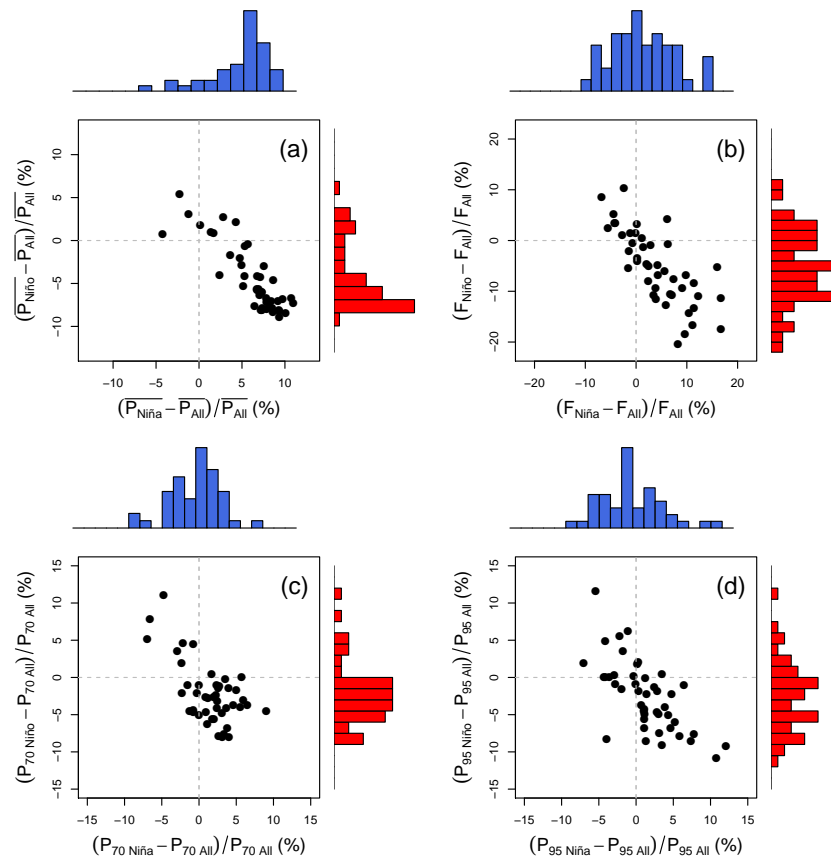 (a)
10
5
0
−5
−10
(P̅Niño − P̅All)/P̅All (%)
−10 −5 0 5 10
(P̅Niña − P̅All)/P̅All (%)
(b)
20
10
0
−10
−20
(FNiño − FAll)/FAll (%)
−20 −10 0 10 20
(FNiña − FAll)/FAll (%)
(c)
15
10
5
0
−5
−10
−15
(P70 Niño − P70 All)/P70 All (%)
−15 −10 −5 0 5 10 15
(P70 Niña − P70 All)/P70 All (%)
(d)
15
10
5
0
−5
−10
−15
(P95 Niño − P95 All)/P95 All (%)
−15 −10 −5 0 5 10 15
(P95 Niña − P95 All)/P95 All (%)